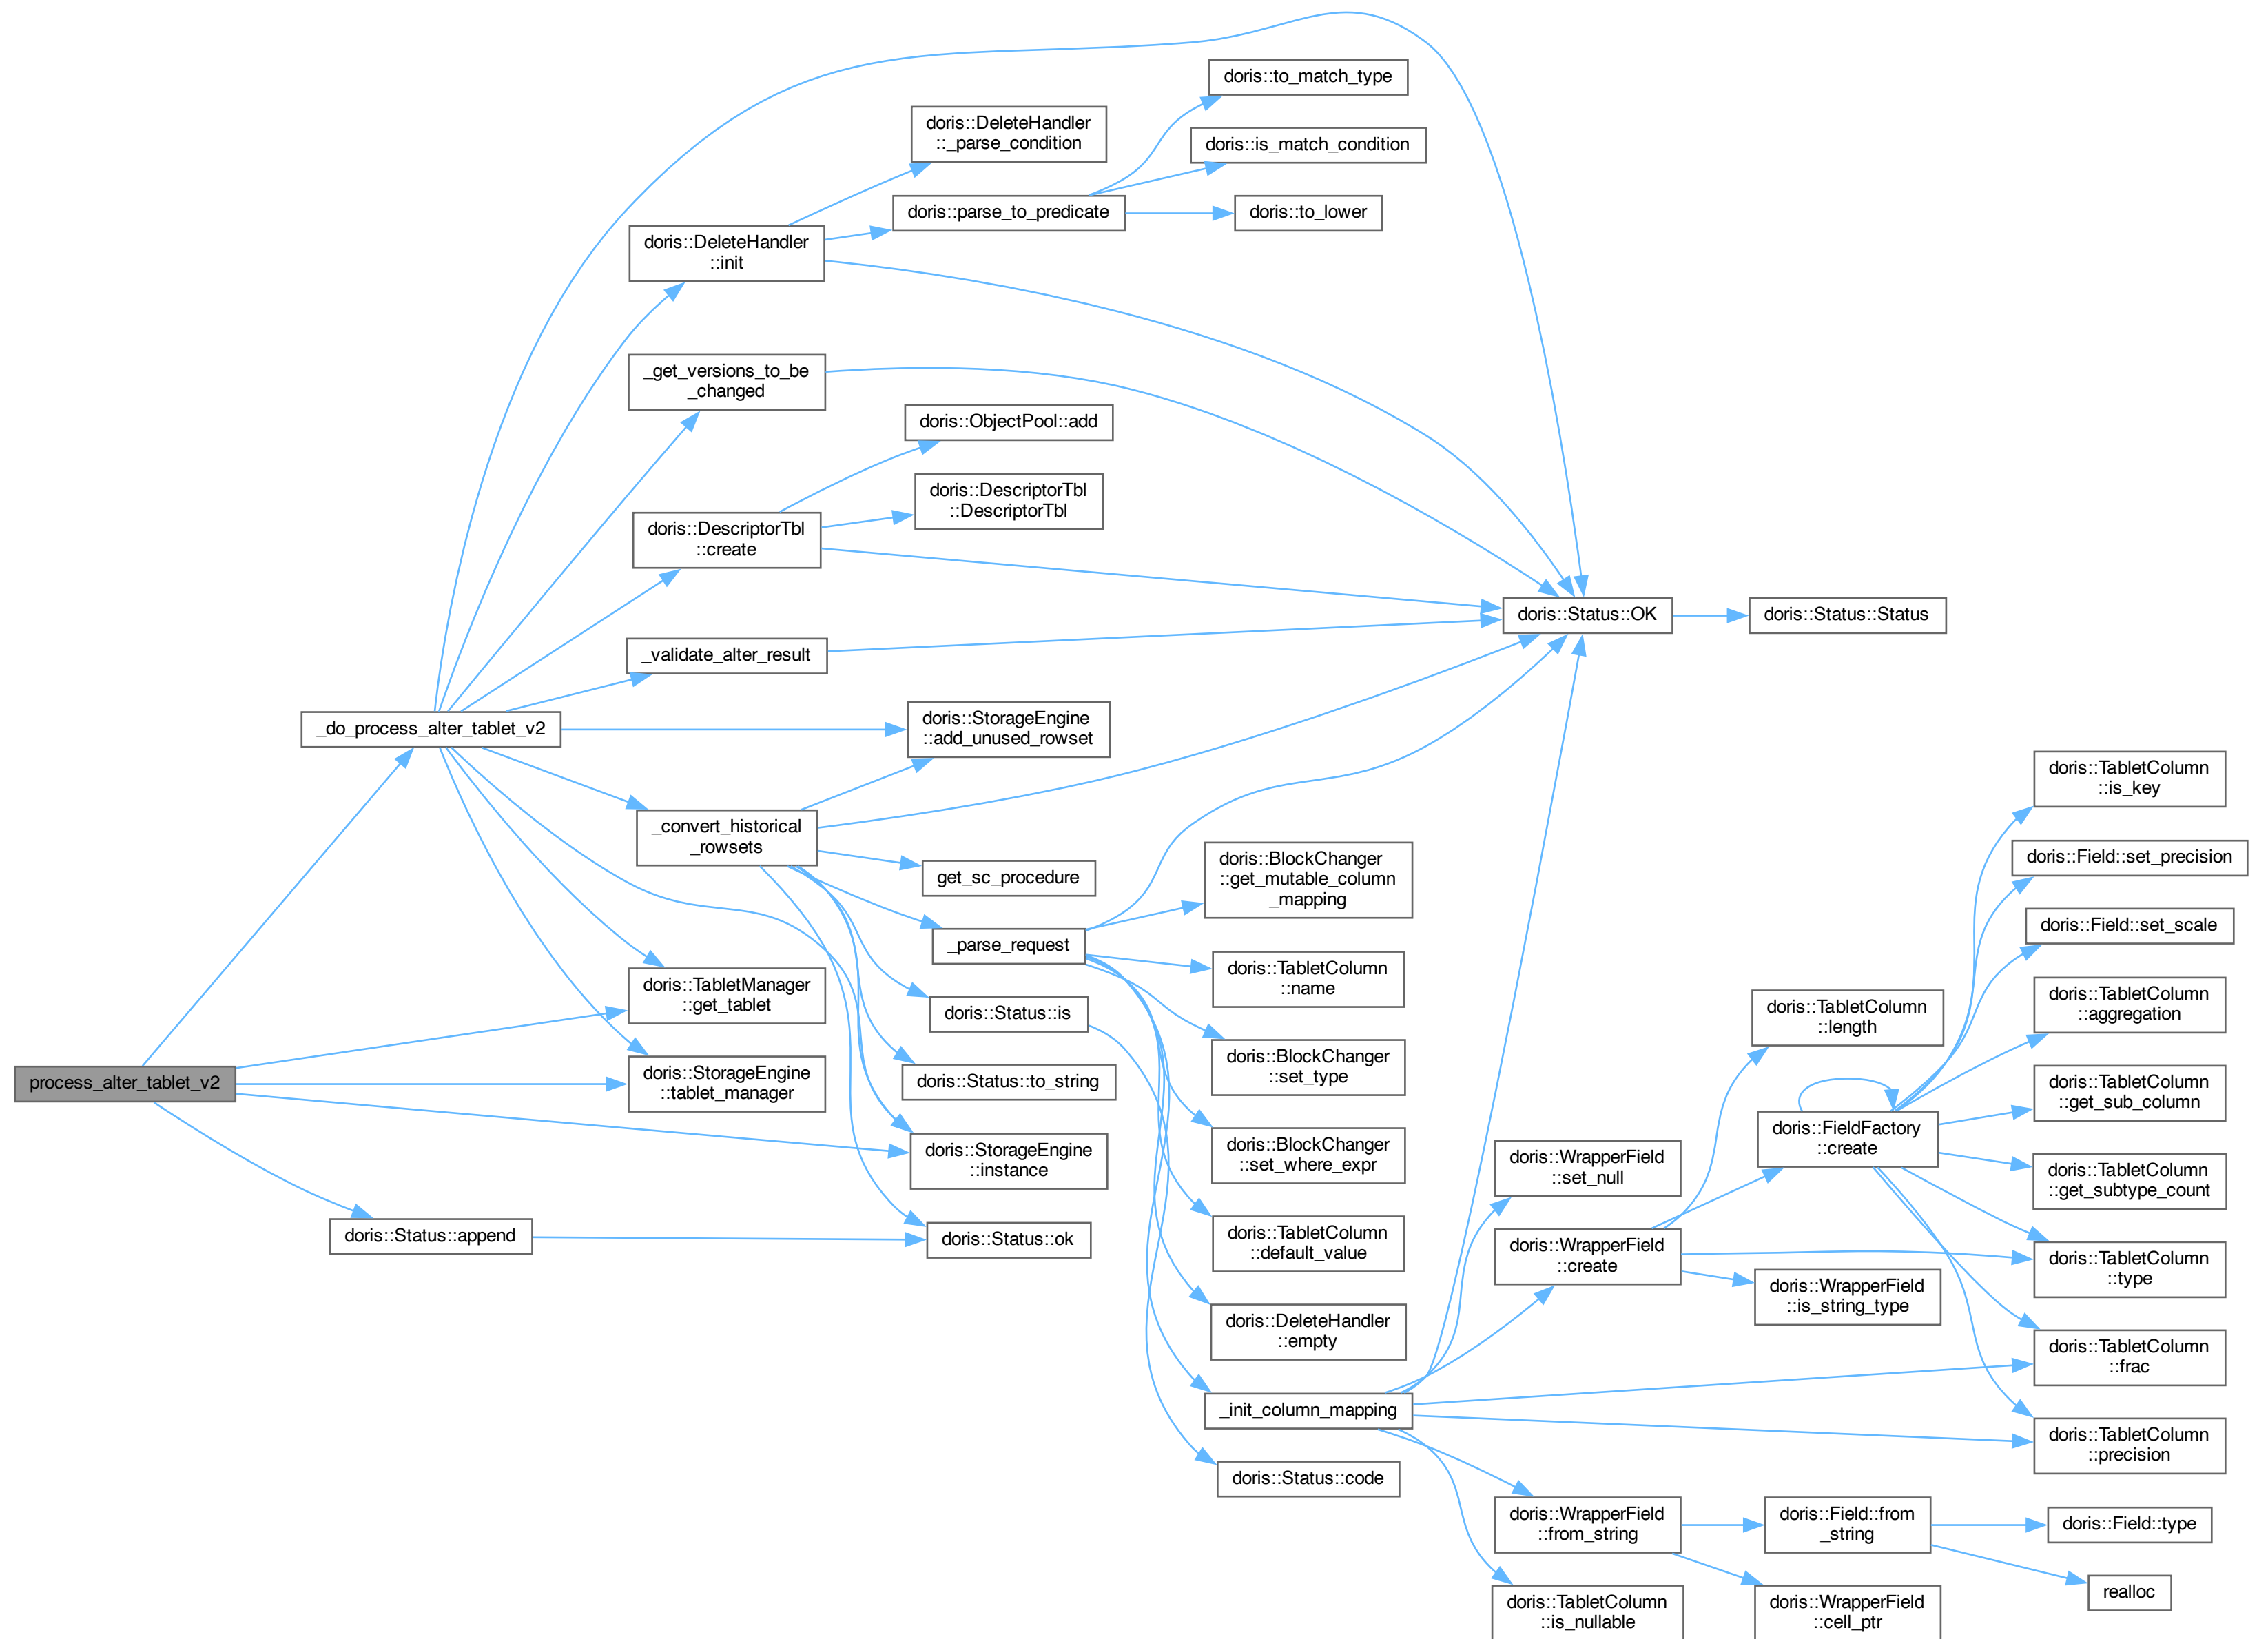 process_alter_tablet_v2
_do_process_alter_tablet_v2
doris::Status::append
doris::DeleteHandler
::init
_get_versions_to_be
_changed
doris::DescriptorTbl
::create
_validate_alter_result
_convert_historical
_rowsets
doris::TabletManager
::get_tablet
doris::StorageEngine
::tablet_manager
doris::DeleteHandler
::_parse_condition
doris::parse_to_predicate
doris::ObjectPool::add
doris::DescriptorTbl
::DescriptorTbl
doris::StorageEngine
::add_unused_rowset
get_sc_procedure
_parse_request
doris::Status::is
doris::Status::to_string
doris::StorageEngine
::instance
doris::Status::ok
doris::to_match_type
doris::is_match_condition
doris::to_lower
doris::BlockChanger
::get_mutable_column
_mapping
doris::TabletColumn
::name
doris::BlockChanger
::set_type
doris::BlockChanger
::set_where_expr
doris::TabletColumn
::default_value
doris::DeleteHandler
::empty
_init_column_mapping
doris::Status::code
doris::Status::OK
doris::WrapperField
::set_null
doris::WrapperField
::create
doris::WrapperField
::from_string
doris::TabletColumn
::is_nullable
doris::Status::Status
doris::TabletColumn
::length
doris::FieldFactory
::create
doris::WrapperField
::is_string_type
doris::Field::from
_string
doris::WrapperField
::cell_ptr
doris::TabletColumn
::is_key
doris::Field::set_precision
doris::Field::set_scale
doris::TabletColumn
::aggregation
doris::TabletColumn
::get_sub_column
doris::TabletColumn
::get_subtype_count
doris::TabletColumn
::type
doris::TabletColumn
::frac
doris::TabletColumn
::precision
doris::Field::type
realloc